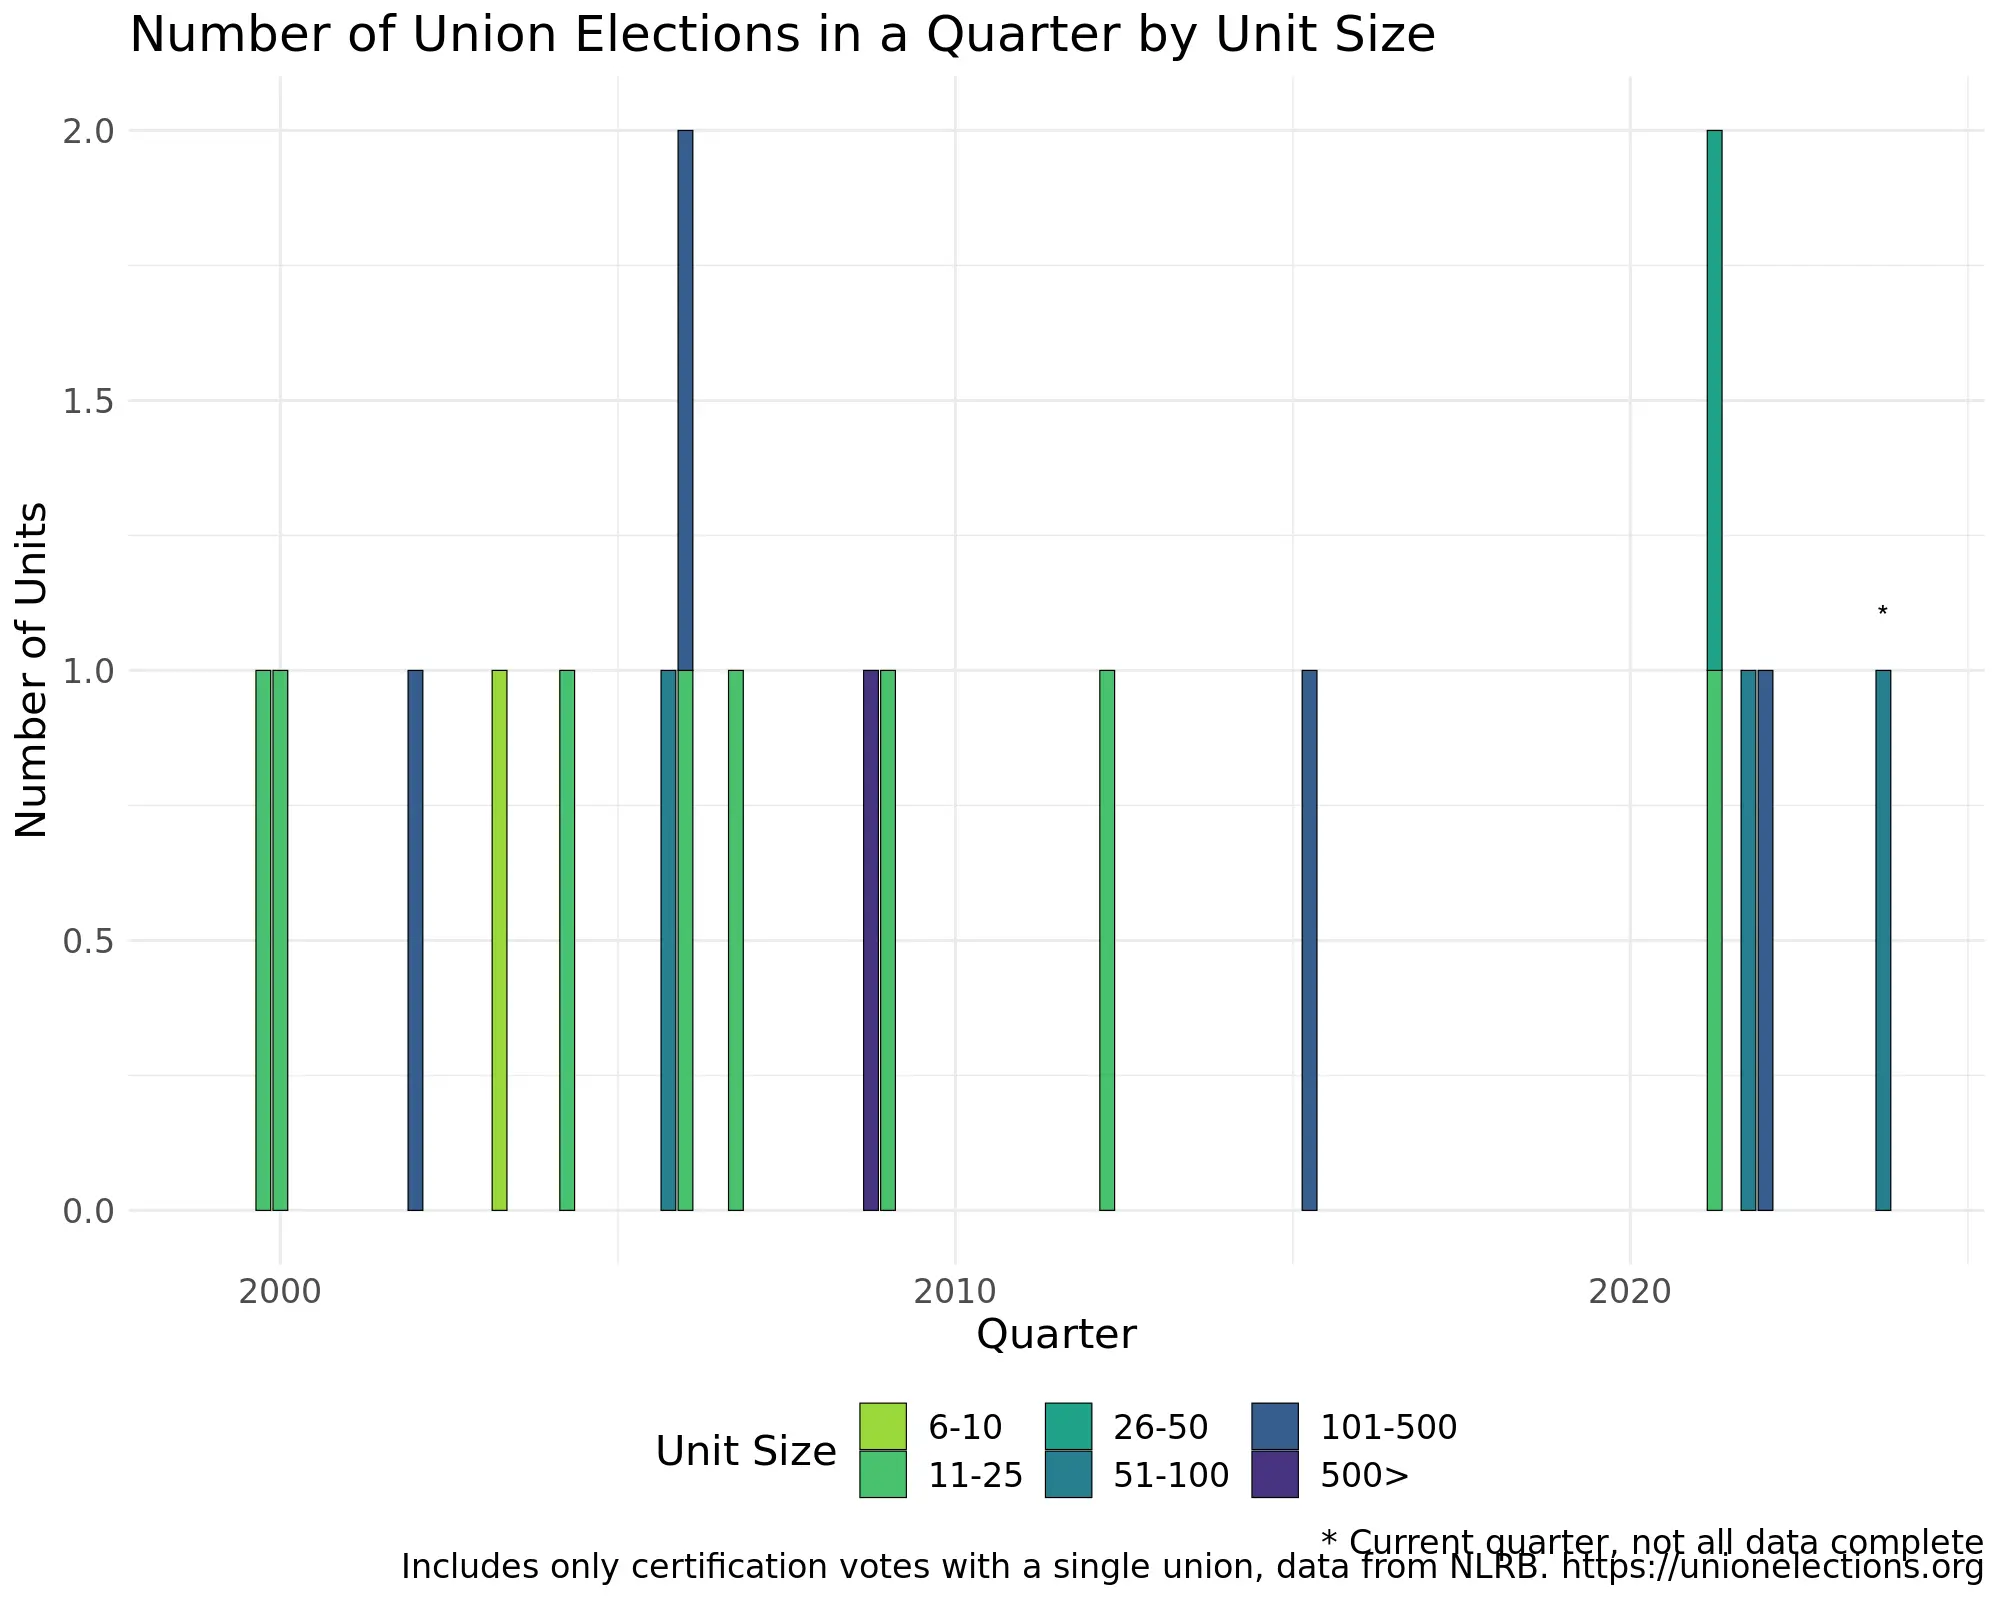 Number of Union Elections in a Quarter by Unit Size
Number of Units
2.0
1.5
1.0
0.5
0.0
*
2000 2010 2020
Quarter
Unit Size
6-10 26-50 101-500
11-25 51-100 500>
* Current quarter, not all data complete
Includes only certification votes with a single union, data from NLRB. https://unionelections.org